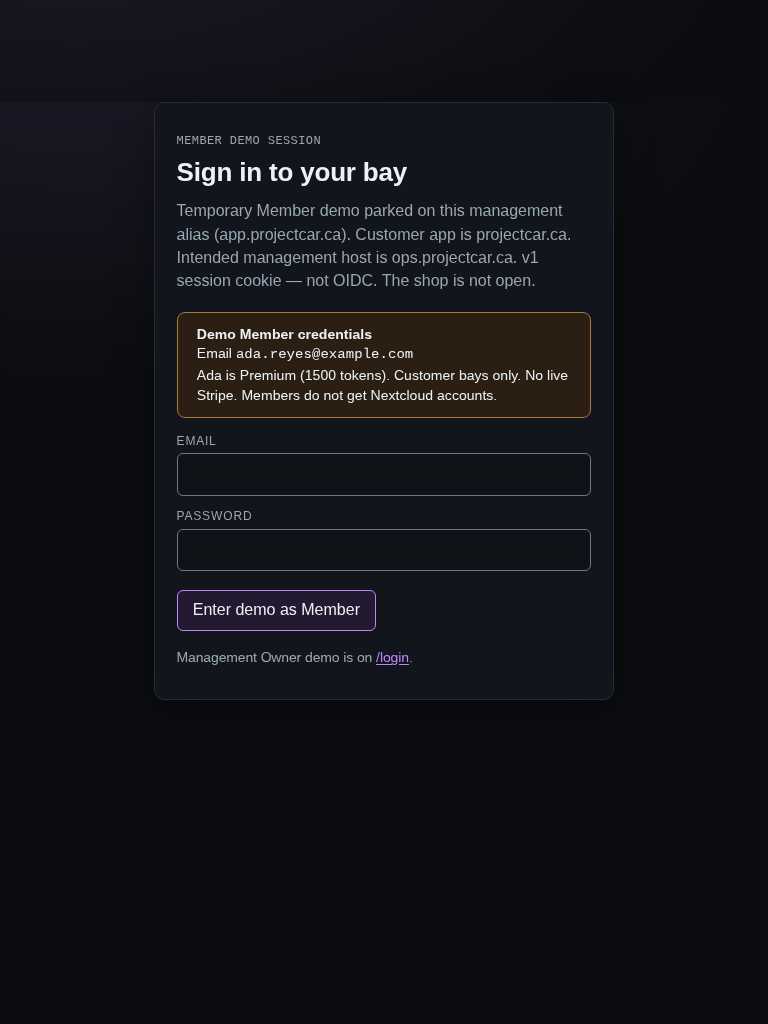 MEMBER DEMO SESSION
Sign in to your bay
Temporary Member demo parked on this management
alias (app.projectcar.ca). Customer app is projectcar.ca.
Intended management host is ops.projectcar.ca. v1
session cookie — not OIDC. The shop is not open.
Demo Member credentials
Email ada.reyes@example.com
Ada is Premium (1500 tokens). Customer bays only. No live
Stripe. Members do not get Nextcloud accounts.
EMAIL
PASSWORD
Enter demo as Member
Management Owner demo is on /login.